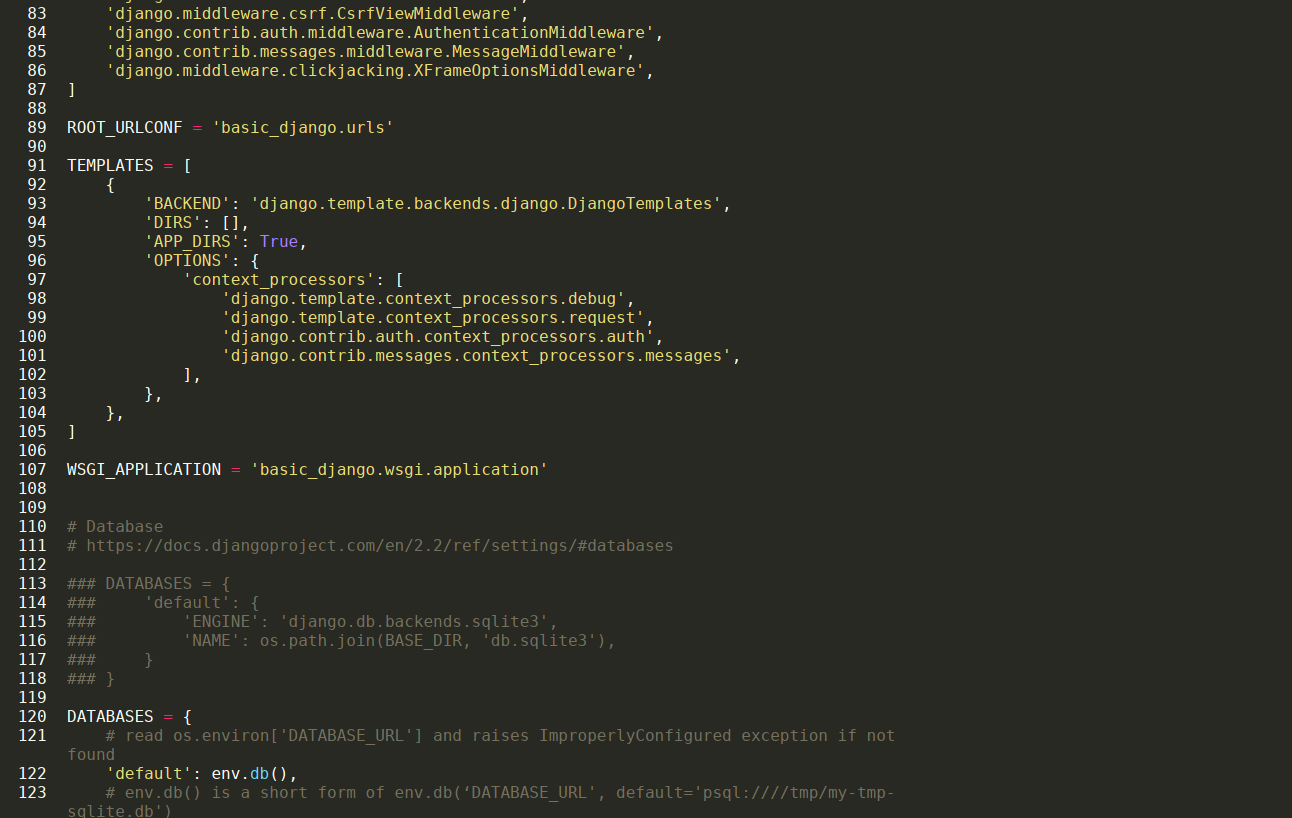 83 'django.middleware.csrf.CsrfViewMiddleware',
84 'django.contrib.auth.middleware.AuthenticationMiddleware',
85 'django.contrib.messages.middleware.MessageMiddleware',
86 'django.middleware.clickjacking.XFrameOptionsMiddleware',
87 ]
88
89 ROOT_URLCONF = 'basic_django.urls'
90
91 TEMPLATES = [
92 {
93 'BACKEND': 'django.template.backends.django.DjangoTemplates',
94 'DIRS': [],
95 'APP_DIRS': True,
96 'OPTIONS': {
97 'context_processors': [
98 'django.template.context_processors.debug',
99 'django.template.context_processors.request',
100 'django.contrib.auth.context_processors.auth',
101 'django.contrib.messages.context_processors.messages',
102 ],
103 },
104 },
105 ]
106
107 WSGI_APPLICATION = 'basic_django.wsgi.application'
108
109
110 # Database
111 # https://docs.djangoproject.com/en/2.2/ref/settings/#databases
112
113 ### DATABASES = {
114 ### 'default': {
115 ### 'ENGINE': 'django.db.backends.sqlite3',
116 ### 'NAME': os.path.join(BASE_DIR, 'db.sqlite3'),
117 ### }
118 ### }
119
120 DATABASES = {
121 # read os.environ['DATABASE_URL'] and raises ImproperlyConfigured exception if not
found
122 'default': env.db(),
123 # env.db() is a short form of env.db(‘DATABASE_URL', default='psql:////tmp/my-tmp-
sqlite.db')